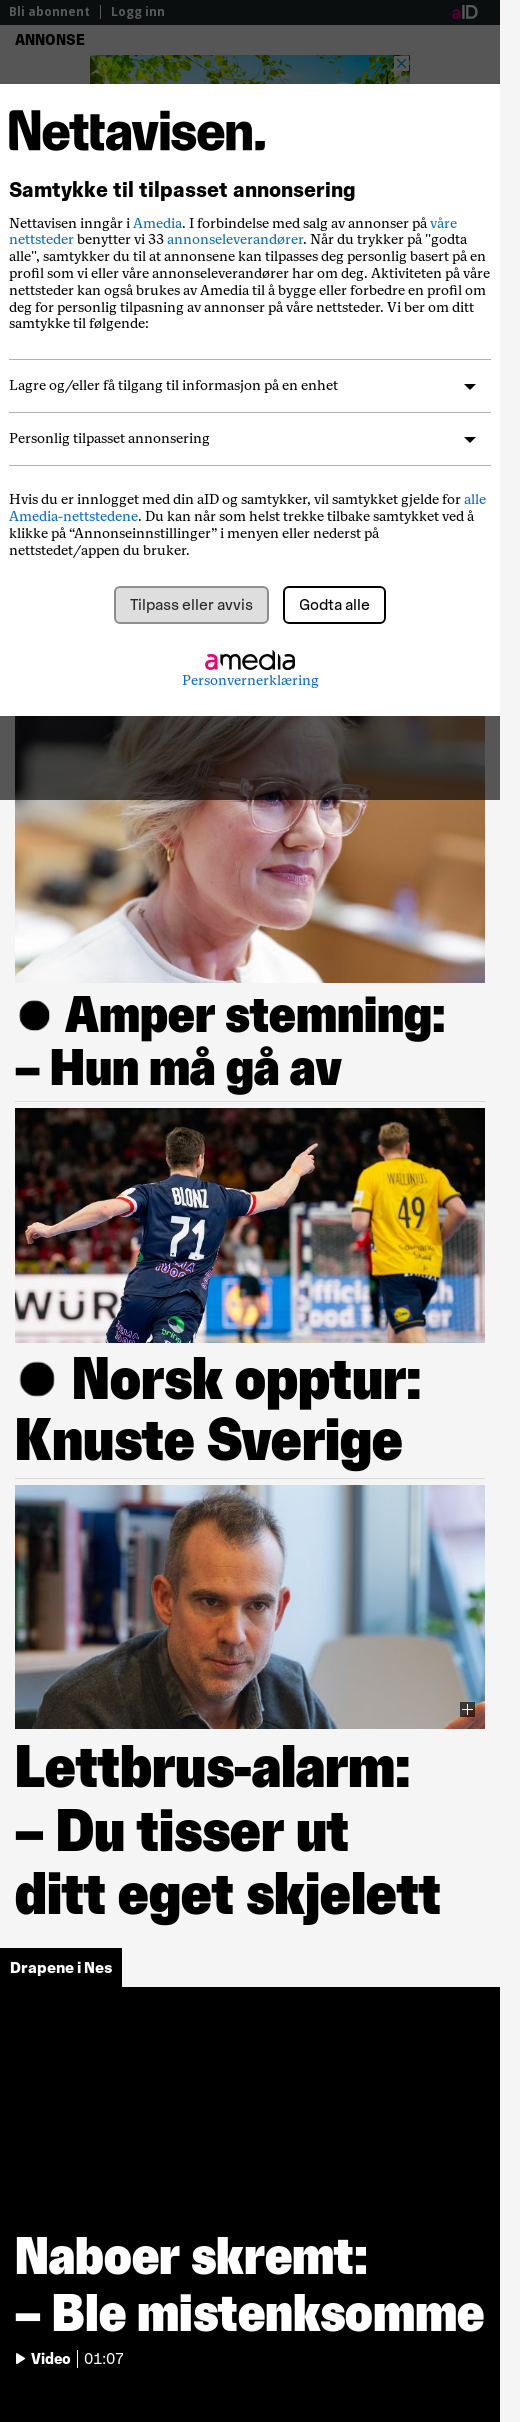 Bli abonnent
Logg inn
aID
ANNONSE
Nettavisen.
Samtykke til tilpasset annonsering
Nettavisen inngår i Amedia. I forbindelse med salg av annonser på våre
nettsteder benytter vi 33 annonseleverandører. Når du trykker på "godta
alle", samtykker du til at annonsene kan tilpasses deg personlig basert på en
profil som vi eller våre annonseleverandører har om deg. Aktiviteten på våre
nettsteder kan også brukes av Amedia til å bygge eller forbedre en profil om
deg for personlig tilpasning av annonser på våre nettsteder. Vi ber om ditt
samtykke til følgende:
Lagre og/eller få tilgang til informasjon på en enhet
Personlig tilpasset annonsering
Hvis du er innlogget med din aID og samtykker, vil samtykket gjelde for alle
Amedia-nettstedene. Du kan når som helst trekke tilbake samtykket ved å
klikke på “Annonseinnstillinger” i menyen eller nederst på
nettstedet/appen du bruker.
Tilpass eller avvis
Godta alle
amedia
Personvernerklæring
Amper stemning:
– Hun må gå av
BLONZ
71
WALLINIUS
49
WÜR
Norsk opptur:
Knuste Sverige
Lettbrus-alarm:
– Du tisser ut
ditt eget skjelett
Drapene i Nes
Naboer skremt:
– Ble mistenksomme
Video
01:07